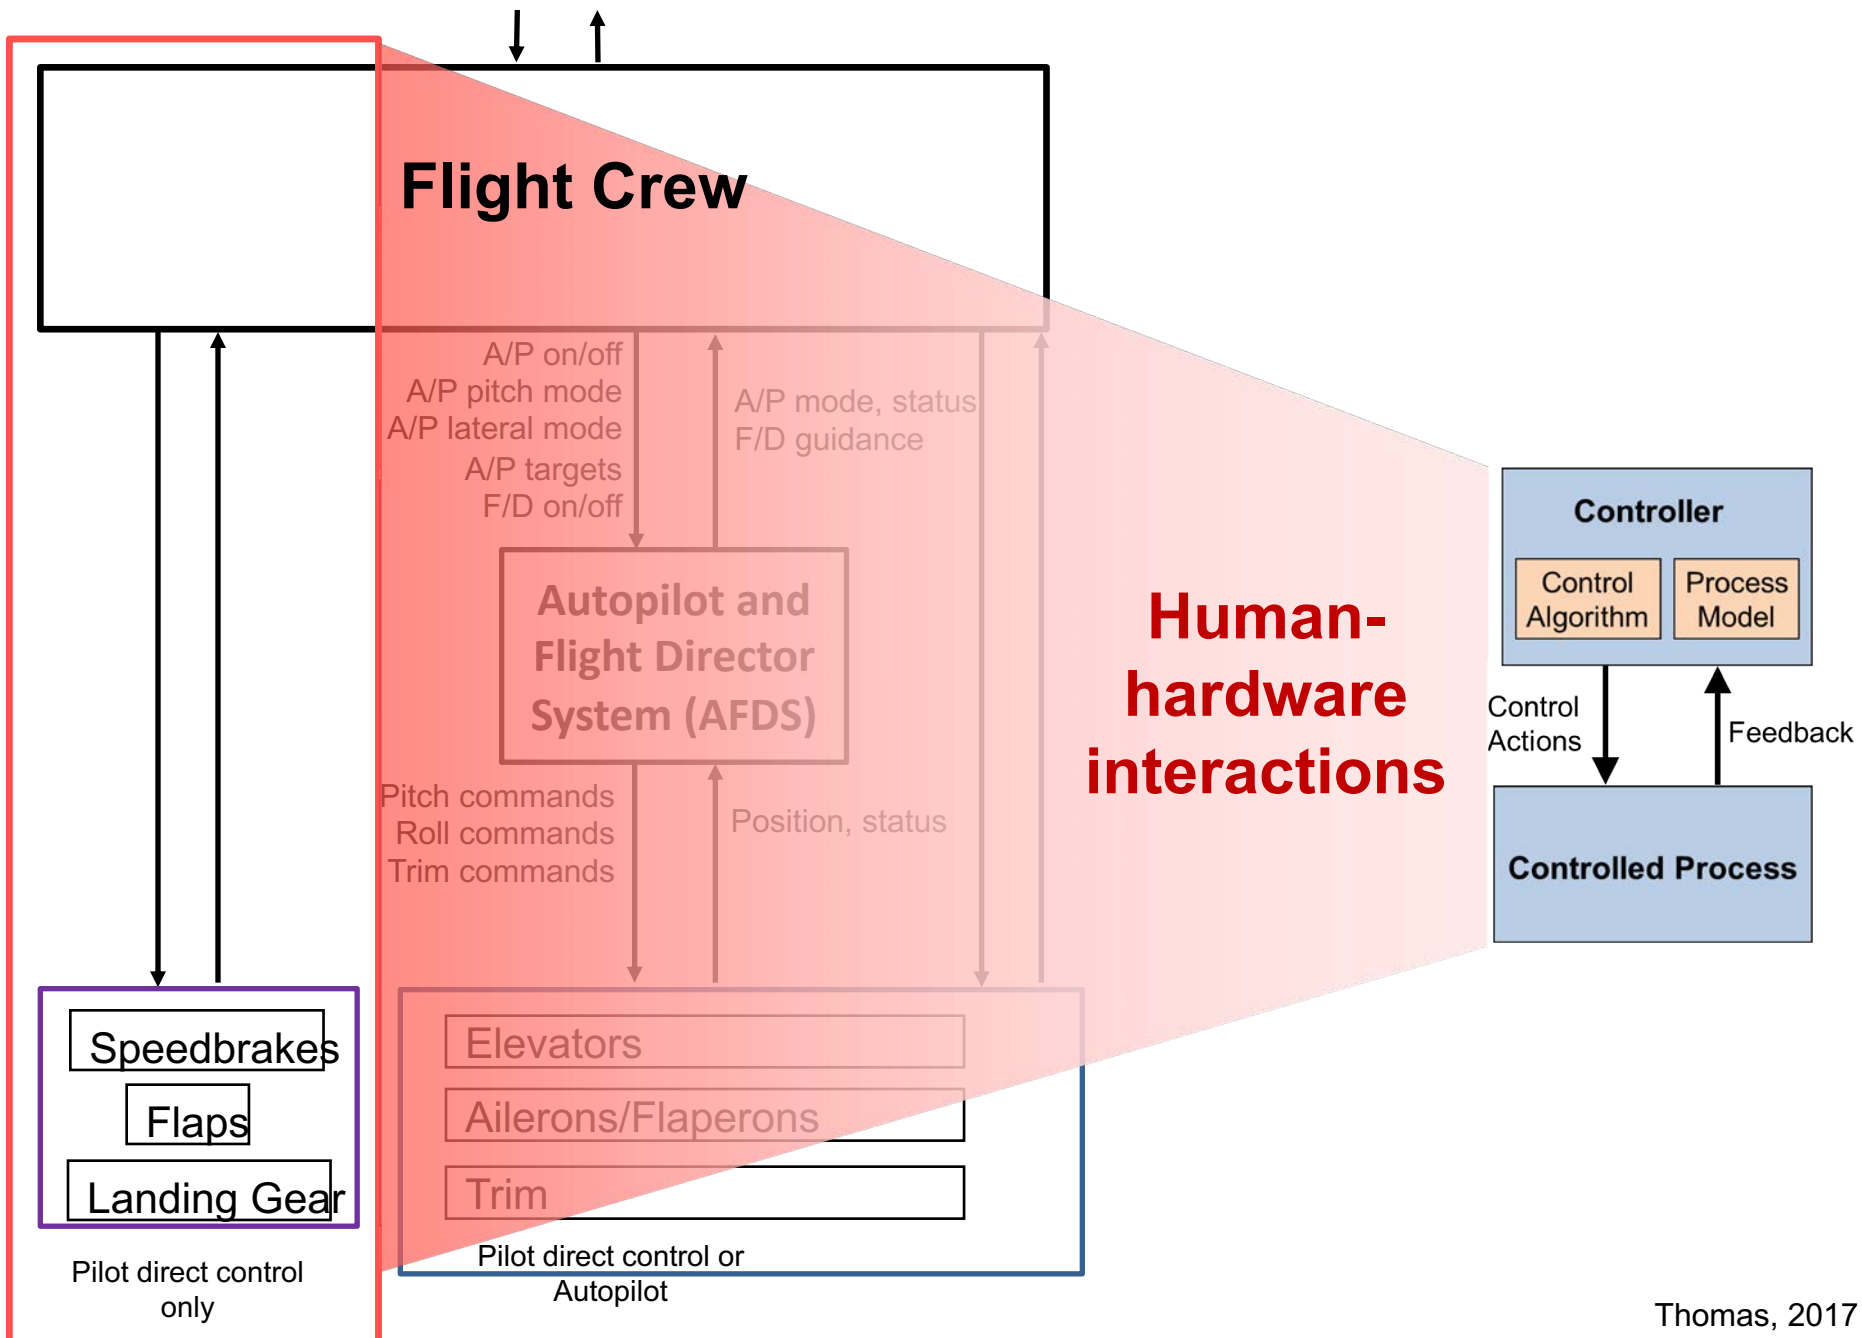 Flight Crew
A/P on/off
A/P pitch mode
A/P lateral mode
A/P targets
F/D on/off
A/P mode, status
F/D guidance
Autopilot and
Flight Director
System (AFDS)
Pitch commands
Roll commands
Trim commands
Position, status
Speedbrakes
Flaps
Landing Gear
Pilot direct control
only
Elevators
Ailerons/Flaperons
Trim
Pilot direct control or
Autopilot
Human-
hardware
interactions
Controller
Control
Algorithm
Process
Model
Control
Actions
Feedback
Controlled Process
Thomas, 2017